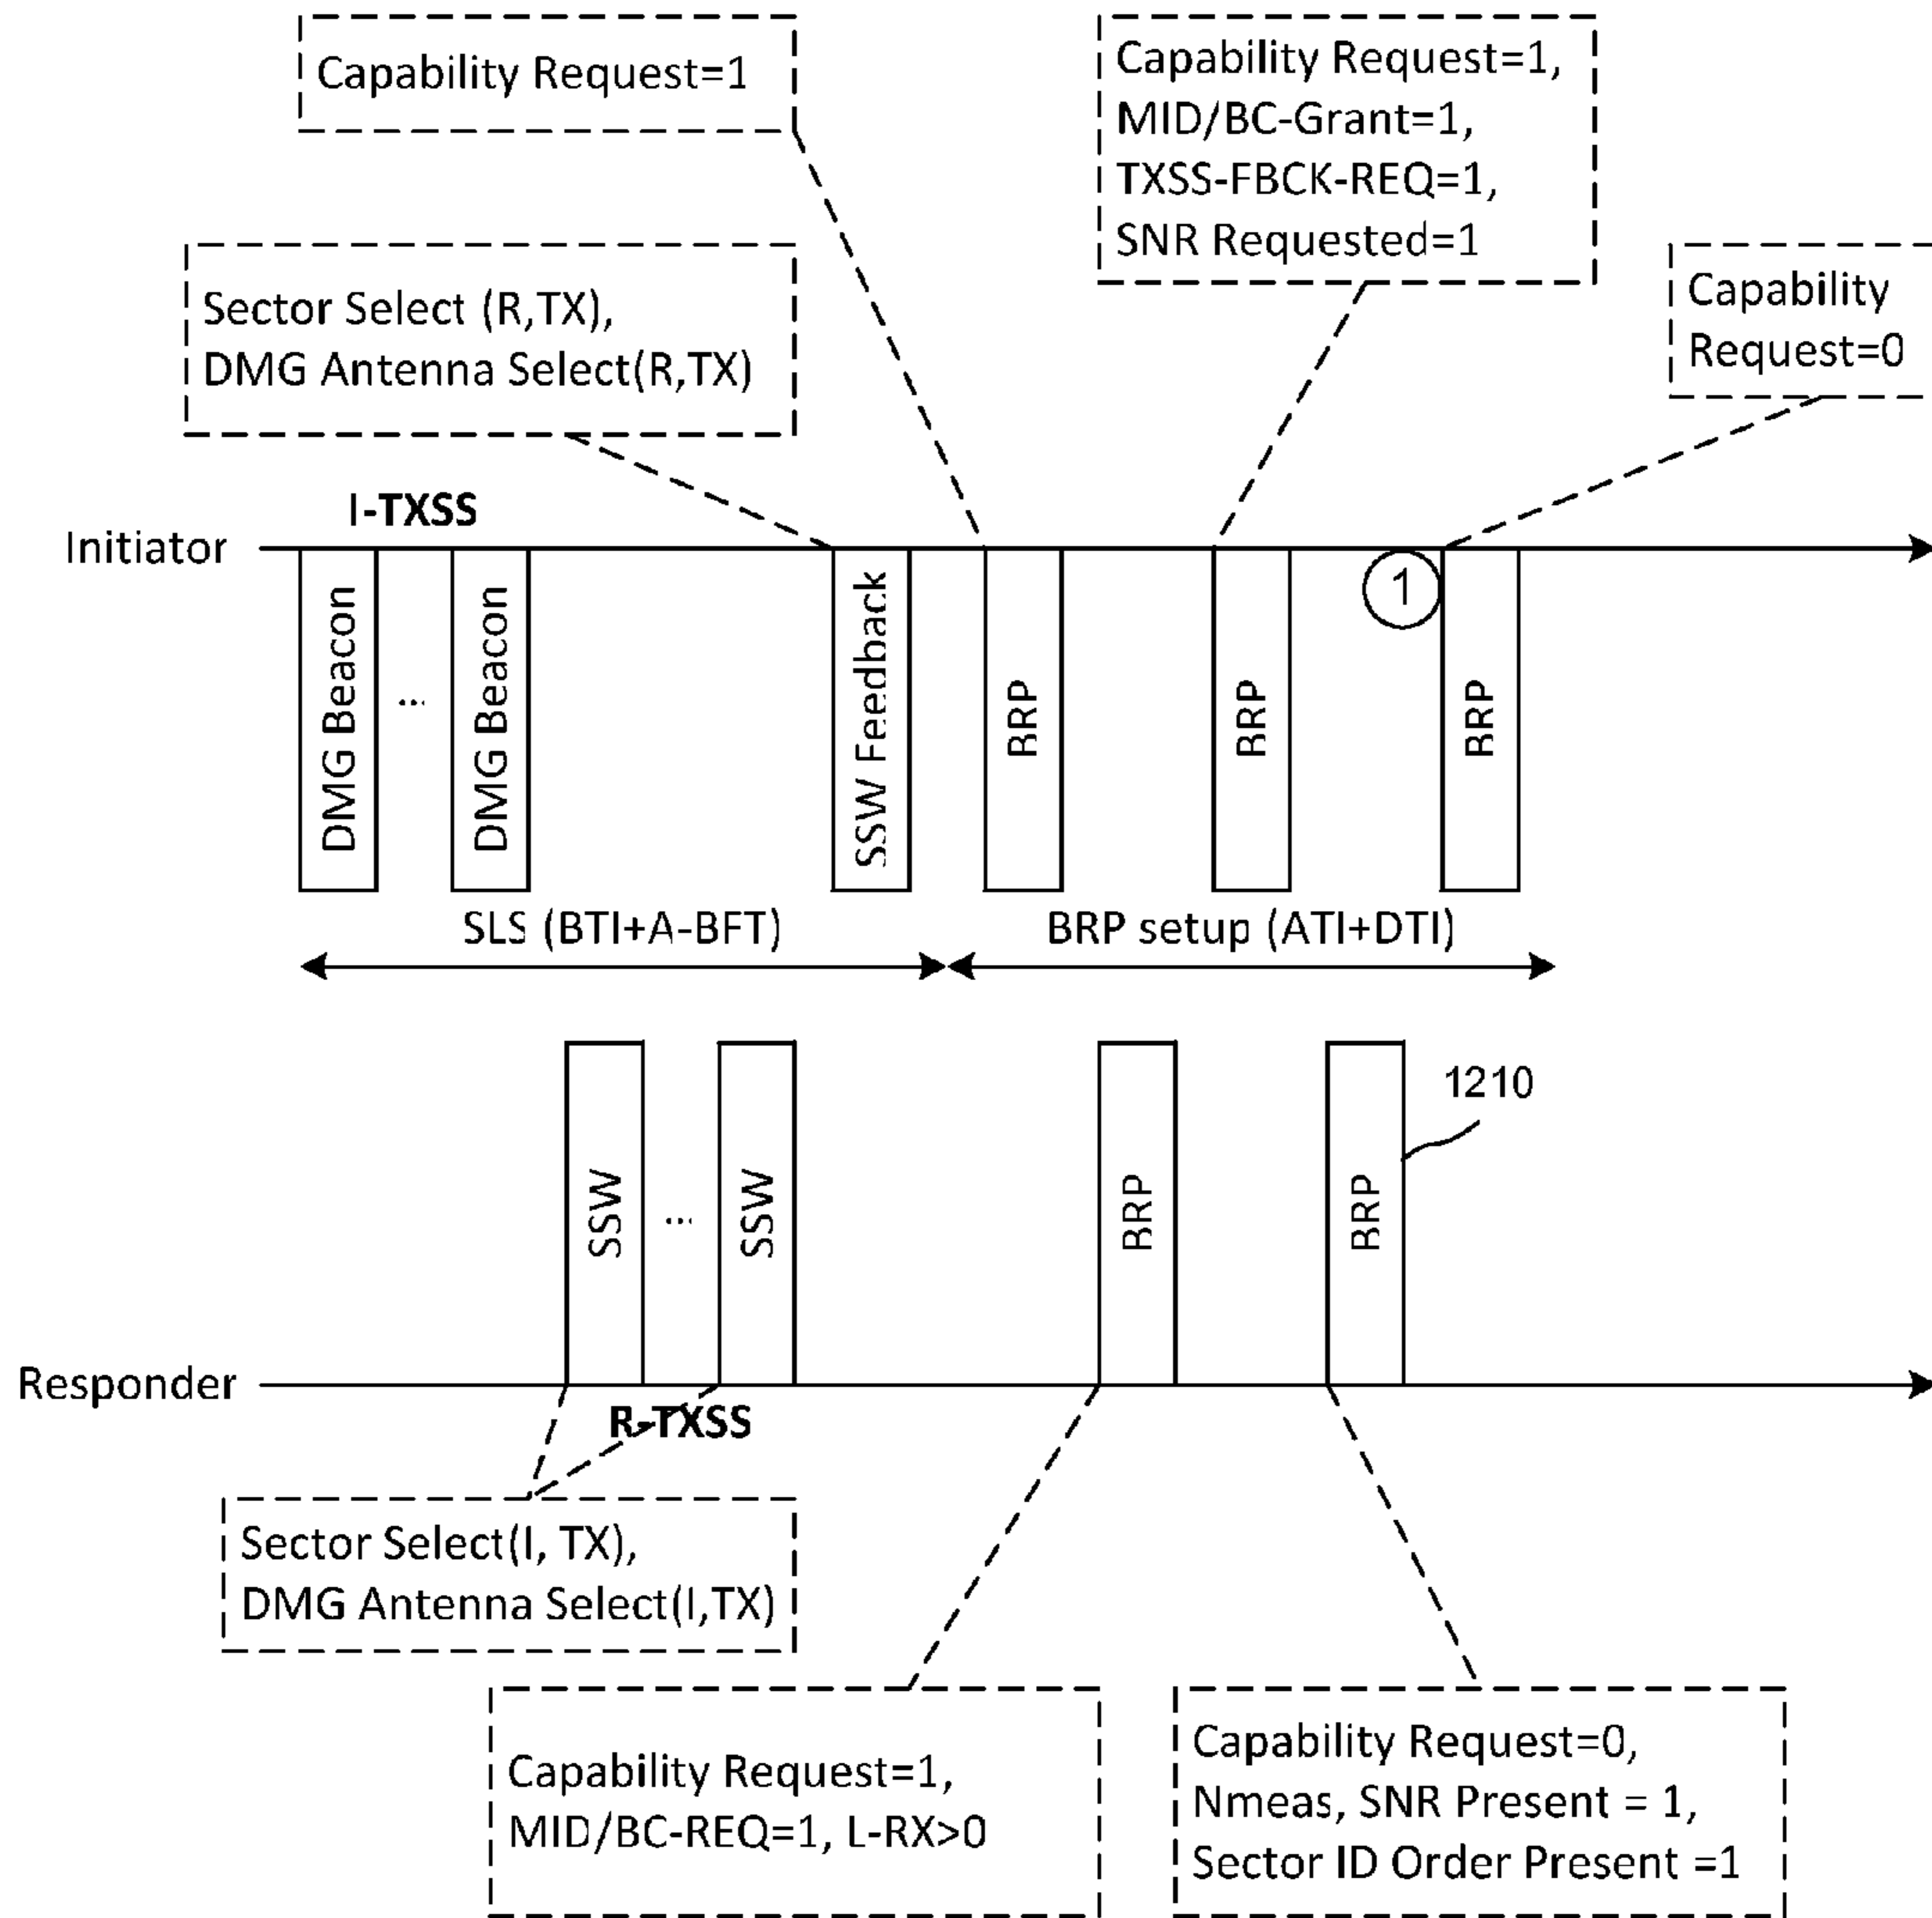 Capability Request=1
Capability Request=1,
MID/BC-Grant=1,
TXSS-FBCK-REQ=1,
SNR Requested=1
Sector Select (R,TX),
DMG Antenna Select(R,TX)
Capability
Request=0
I-TXSS
Initiator
1
DMG Beacon
...
DMG Beacon
SSW Feedback
BRP
BRP
BRP
SLS (BTI+A-BFT)
BRP setup (ATI+DTI)
SSW
...
SSW
BRP
BRP
1210
Responder
R-TXSS
Sector Select(I, TX),
DMG Antenna Select(I,TX)
Capability Request=1,
MID/BC-REQ=1, L-RX>0
Capability Request=0,
Nmeas, SNR Present = 1,
Sector ID Order Present =1